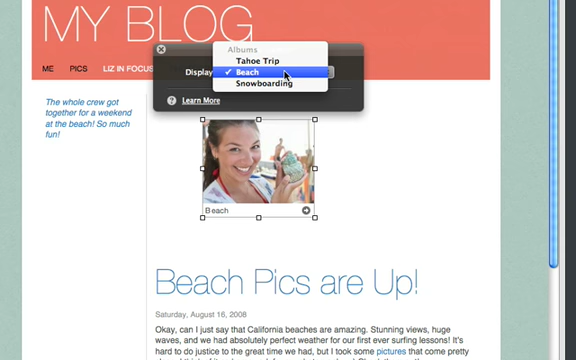 MY BLOG
Albums
Tahoe Trip
ME PICS LIZ IN FOCUS
Display ✓ Beach
Snowboarding
? Learn More
The whole crew got
together for a weekend
at the beach! So much
fun!
Beach
Beach Pics are Up!
Saturday, August 16, 2008
Okay, can I just say that California beaches are amazing. Stunning views, huge
waves, and we had absolutely perfect weather for our first ever surfing lessons! It's
hard to do justice to the great time we had, but I took some pictures that come pretty